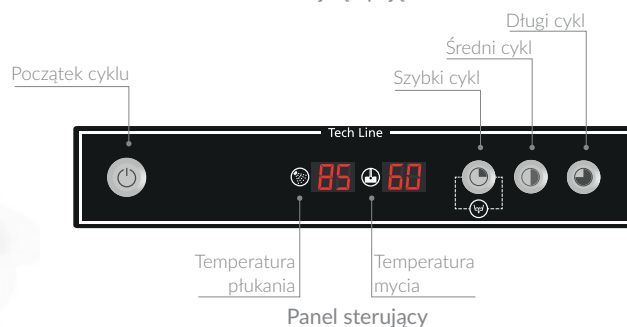 Długi cykl
Średni cykl
Początek cyklu
Szybki cykl
Tech Line
85 60
Temperatura
płukania
Temperatura
mycia
Panel sterujący